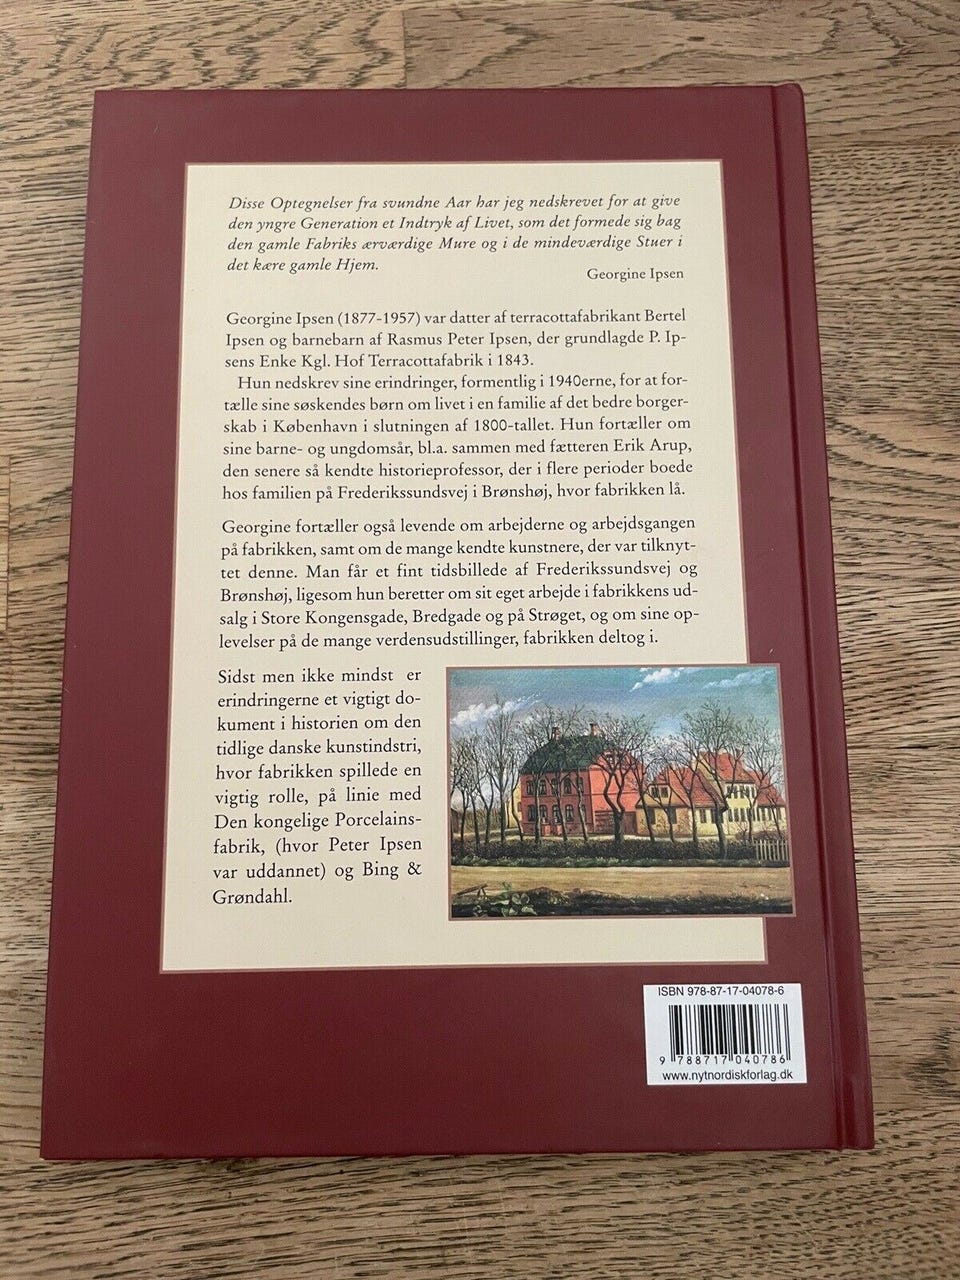 Disse Optegnelser fra svundne Aar har jeg nedskrevet for at give
den yngre Generation et Indtryk af Livet, som det formede sig bag
den gamle Fabriks ærværdige Mure og i de mindeværdige Stuer i
det kære gamle Hjem.
Georgine Ipsen
Georgine Ipsen (1877-1957) var datter af terracottafabrikant Bertel
Ipsen og barnebarn af Rasmus Peter Ipsen, der grundlagde P. Ip-
sens Enke Kgl. Hof Terracottafabrik i 1843.
Hun nedskrev sine erindringer, formentlig i 1940erne, for at for-
tælle sine søskendes børn om livet i en familie af det bedre borger-
skab i København i slutningen af 1800-tallet. Hun fortæller om
sine barne- og ungdomsår, bl.a. sammen med fætteren Erik Arup,
den senere så kendte historieprofessor, der i flere perioder boede
hos familien på Frederikssundsvej i Brønshøj, hvor fabrikken lå.
Georgine fortæller også levende om arbejderne og arbejdsgangen
på fabrikken, samt om de mange kendte kunstnere, der var tilknyt-
tet denne. Man får et fint tidsbillede af Frederikssundsvej og
Brønshøj, ligesom hun beretter om sit eget arbejde i fabrikkens ud-
salg i Store Kongensgade, Bredgade og på Strøget, og om sine op-
levelser på de mange verdensudstillinger, fabrikken deltog i.
Sidst men ikke mindst er
erindringerne et vigtigt do-
kument i historien om den
tidlige danske kunstindstri,
hvor fabrikken spillede en
vigtig rolle, på linie med
Den kongelige Porcelains-
fabrik, (hvor Peter Ipsen
var uddannet) og Bing &
Grøndahl.
ISBN 978-87-17-04078-6
9 788717 040786
www.nytnordiskforlag.dk